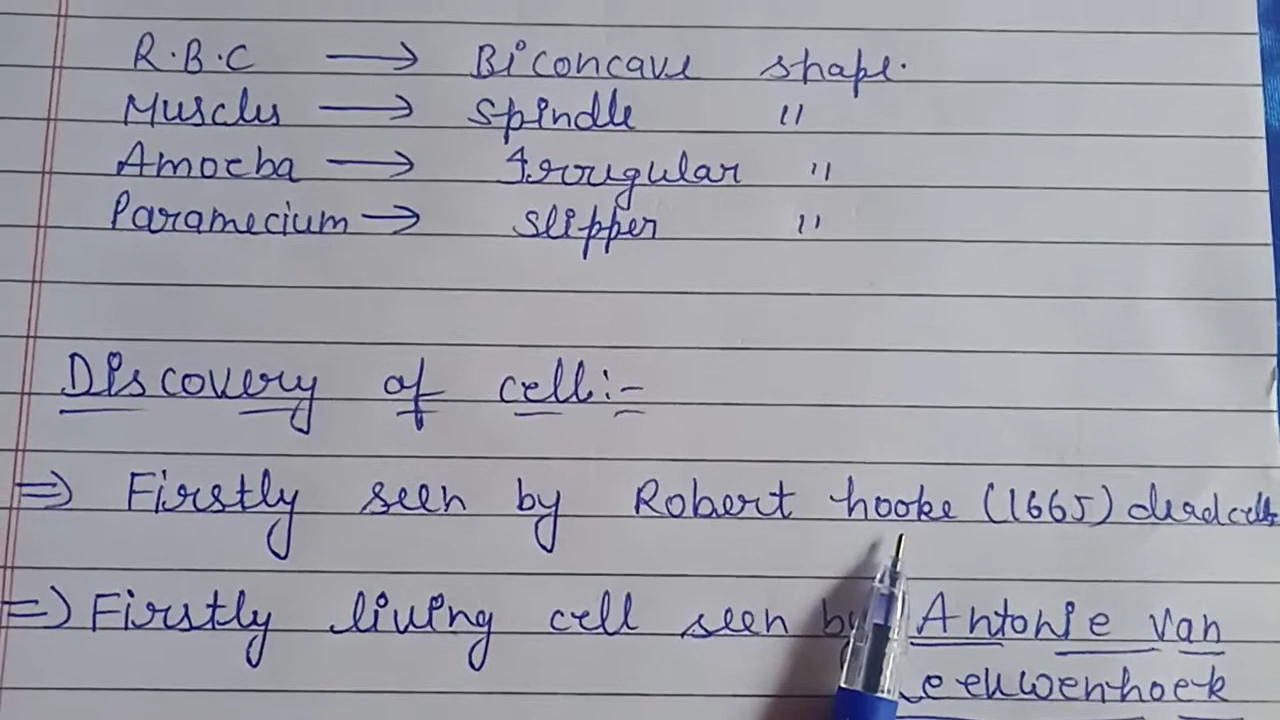 R.B.C → Biconcave shape.
Muscles → Spindle "
Amoeba → Irrugular "
Paramecium → Slipper "
Discovery of cell:-
⇒ Firstly seen by Robert hooke (1665) dead cells
⇒ Firstly living cell seen by Antonie van
Leeuwenhoek